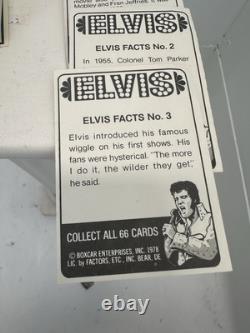 Mobley and Fran Jeffries. It was
ELVIS
ELVIS FACTS No. 2
In 1955, Colonel Tom Parker
ELVIS
ELVIS FACTS No. 3
Elvis introduced his famous
wiggle on his first shows. His
fans were hysterical. "The more
I do it, the wilder they get,"
he said.
COLLECT ALL 66 CARDS
© BOXCAR ENTERPRISES, INC. 1978
LIC. by FACTORS, ETC., INC. BEAR, DE